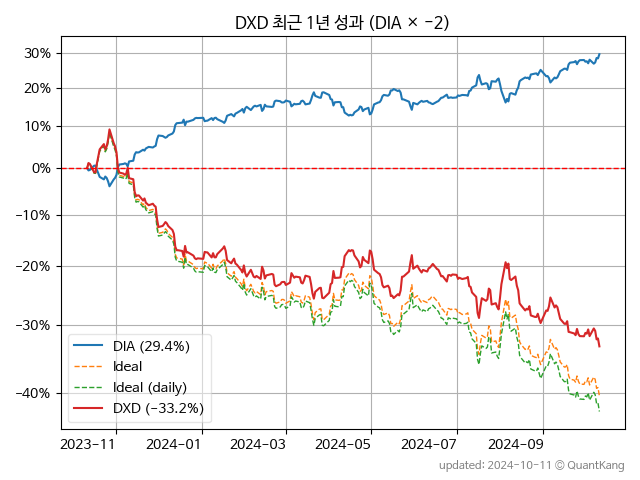 DXD 최근 1년 성과 (DIA × −2)
30%
20%
10%
0%
−10%
−20%
−30%
−40%
DIA (29.4%)
Ideal
Ideal (daily)
DXD (−33.2%)
2023-11 2024-01 2024-03 2024-05 2024-07 2024-09
updated: 2024-10-11 © QuantKang